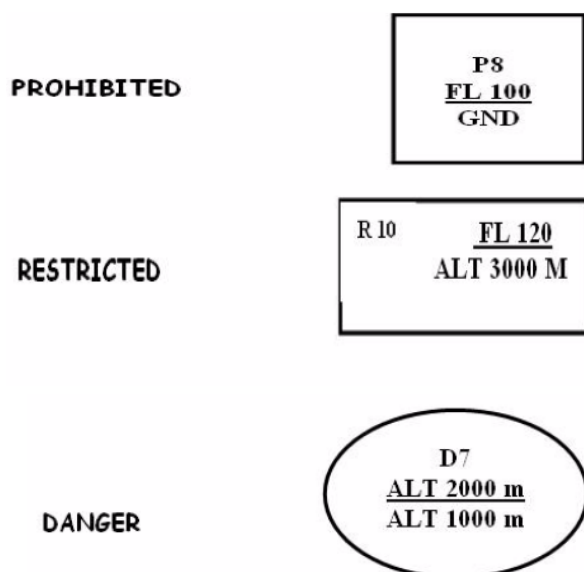 PROHIBITED
P8
FL 100
GND
RESTRICTED
R 10 FL 120
ALT 3000 M
DANGER
D7
ALT 2000 m
ALT 1000 m